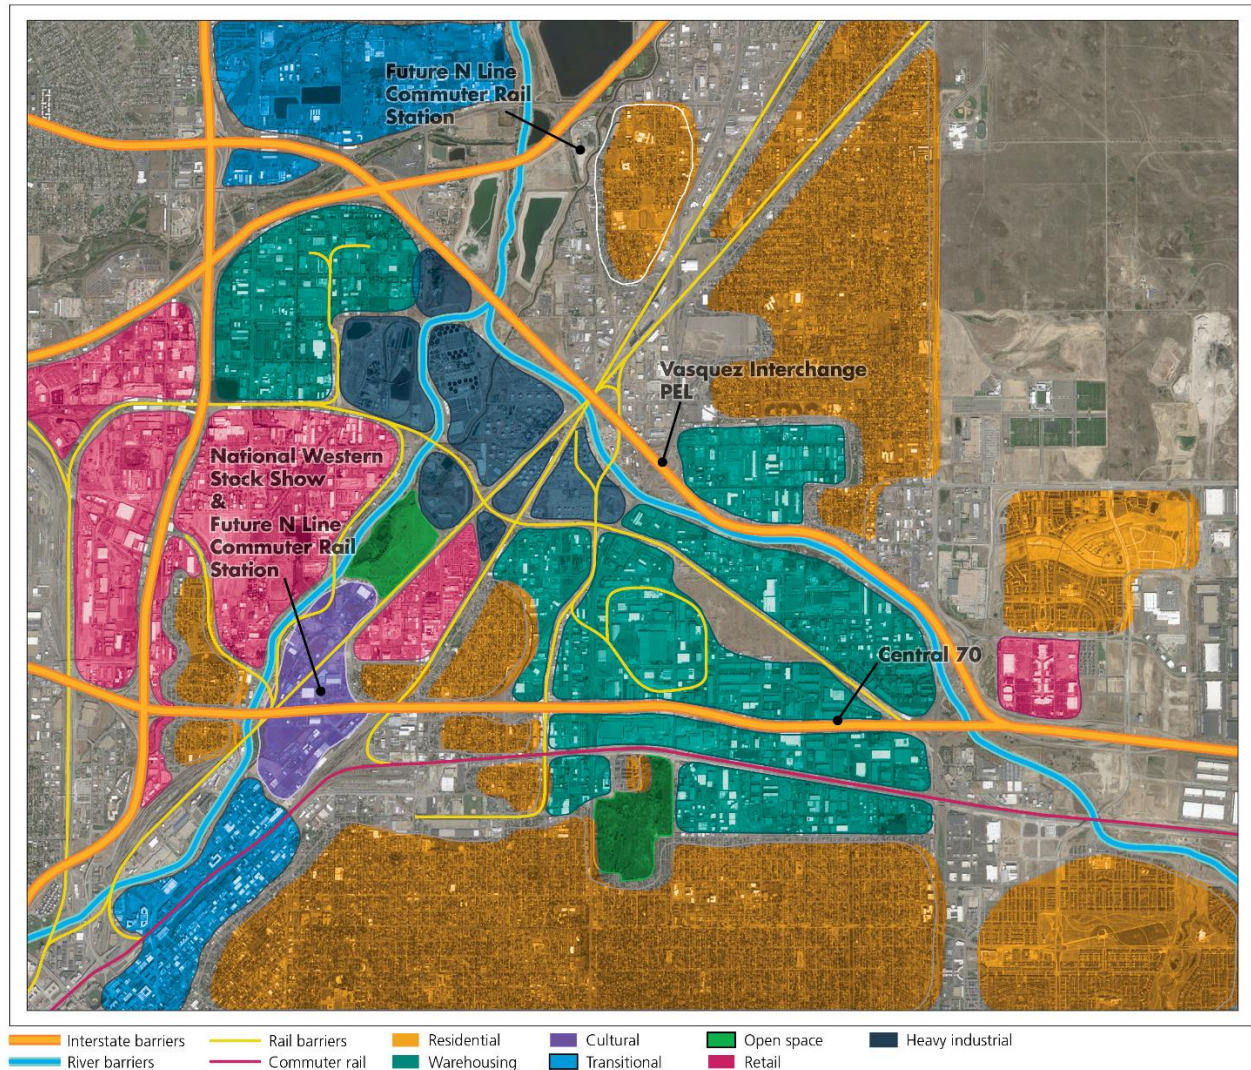 Future N Line
Commuter Rail
Station
Vasquez Interchange
PEL
National Western
Stock Show
&
Future N Line
Commuter Rail
Station
Central 70
Interstate barriers
Rail barriers
Residential
Cultural
Open space
Heavy industrial
River barriers
Commuter rail
Warehousing
Transitional
Retail